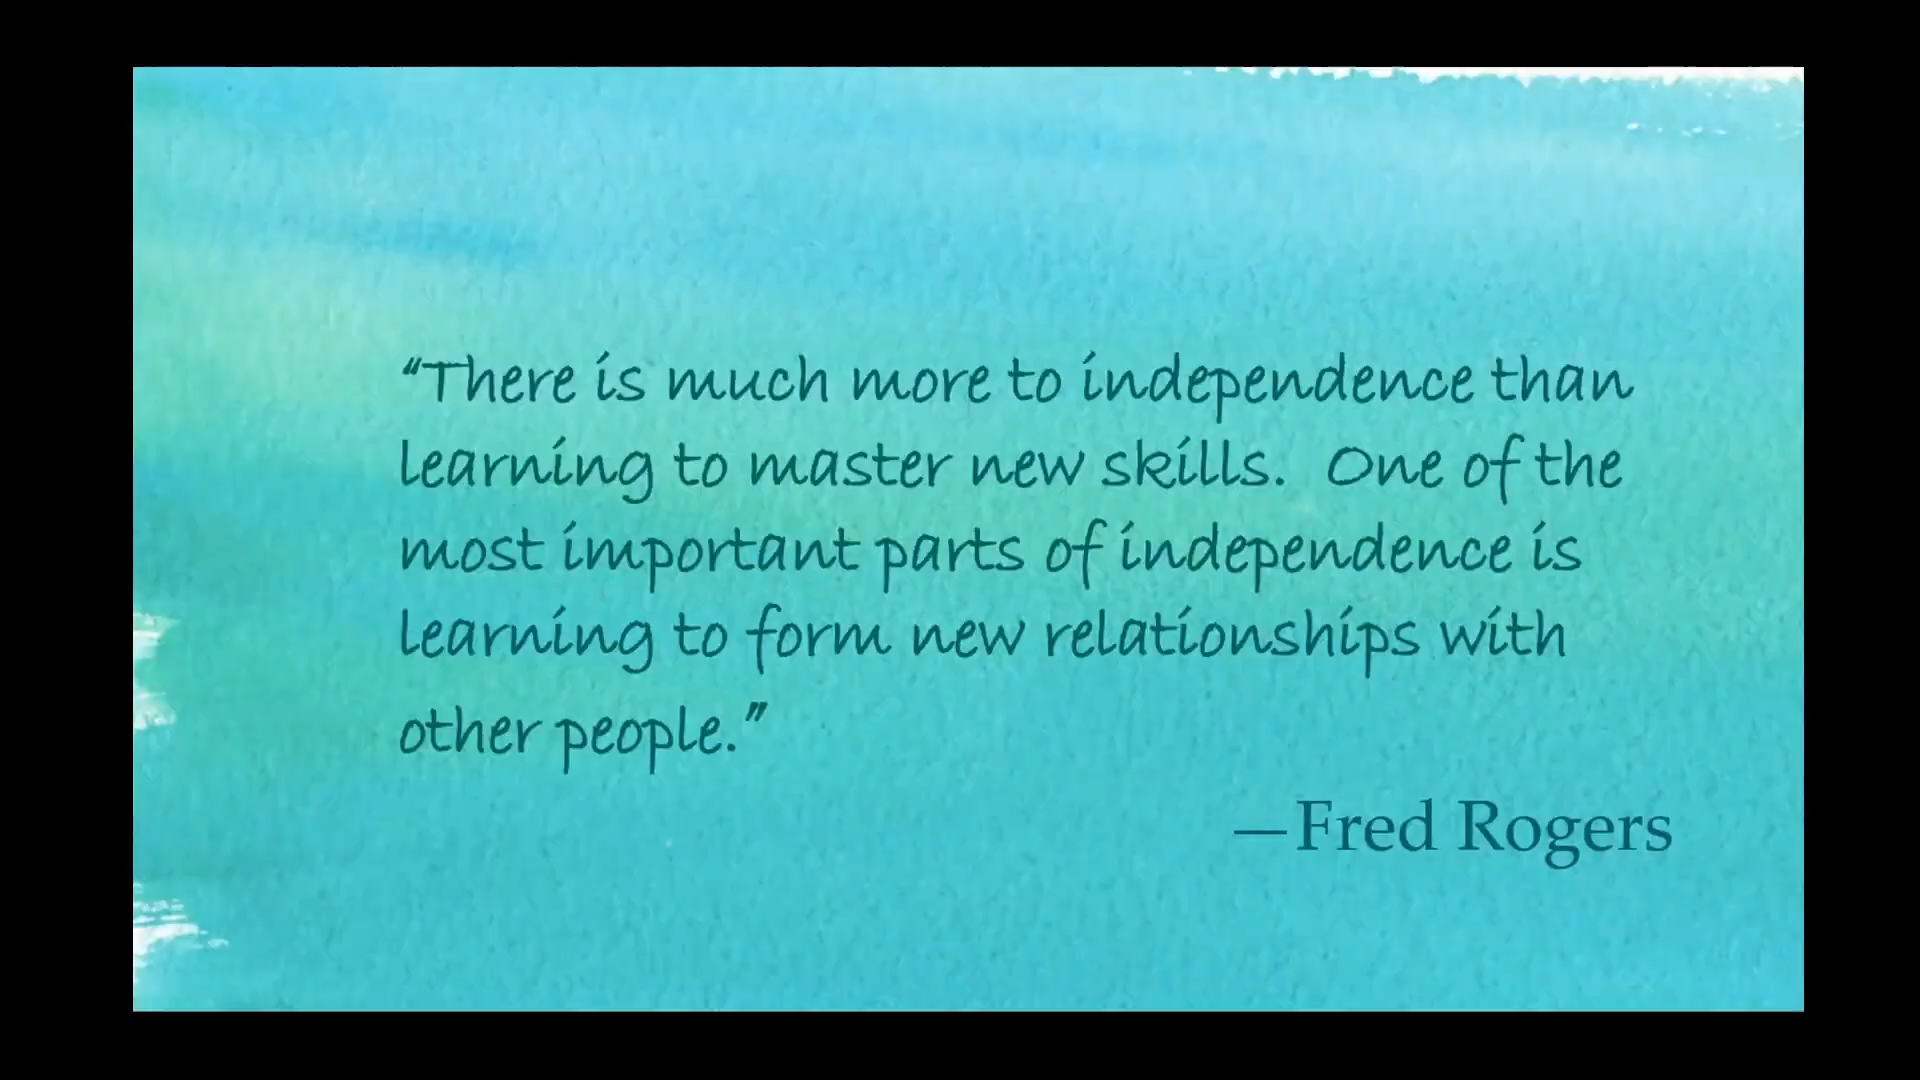 “There is much more to independence than
learning to master new skills.  One of the
most important parts of independence is
learning to form new relationships with
other people.”
—Fred Rogers